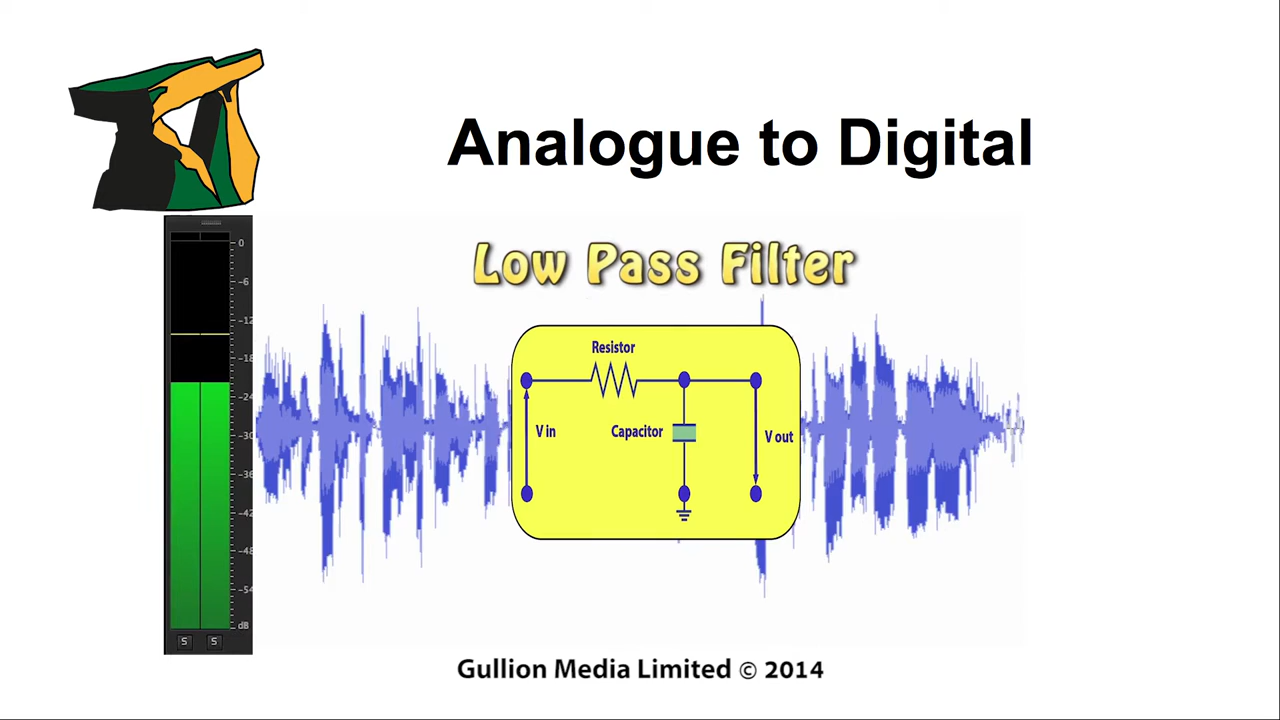 Analogue to Digital
Low Pass Filter
0
-6
-12
-18
-24
-30
-36
-42
-48
-54
dB
S S
Resistor
V in
Capacitor
V out
Gullion Media Limited © 2014